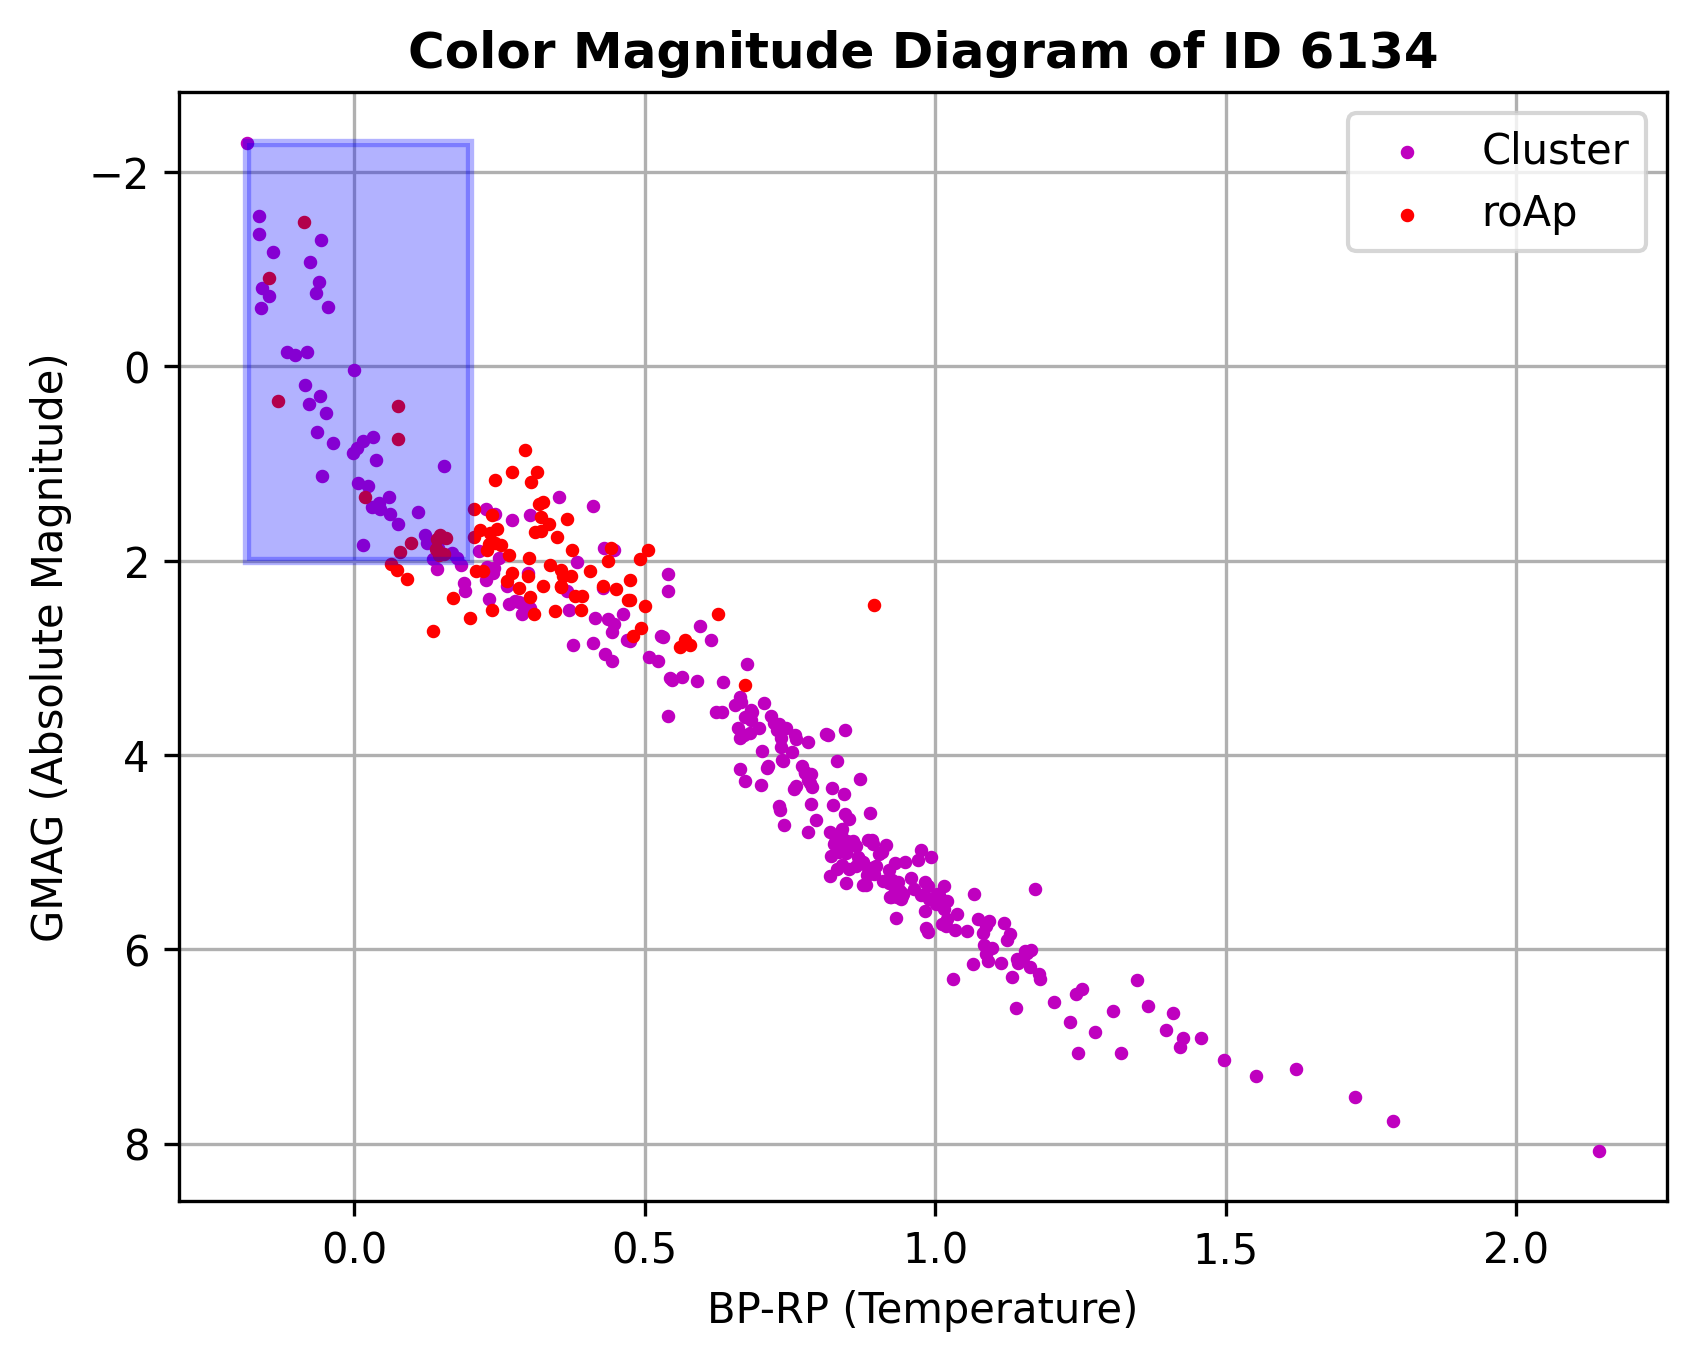 Color Magnitude Diagram of ID 6134
Cluster
roAp
GMAG (Absolute Magnitude)
−2
0
2
4
6
8
0.0 0.5 1.0 1.5 2.0
BP-RP (Temperature)